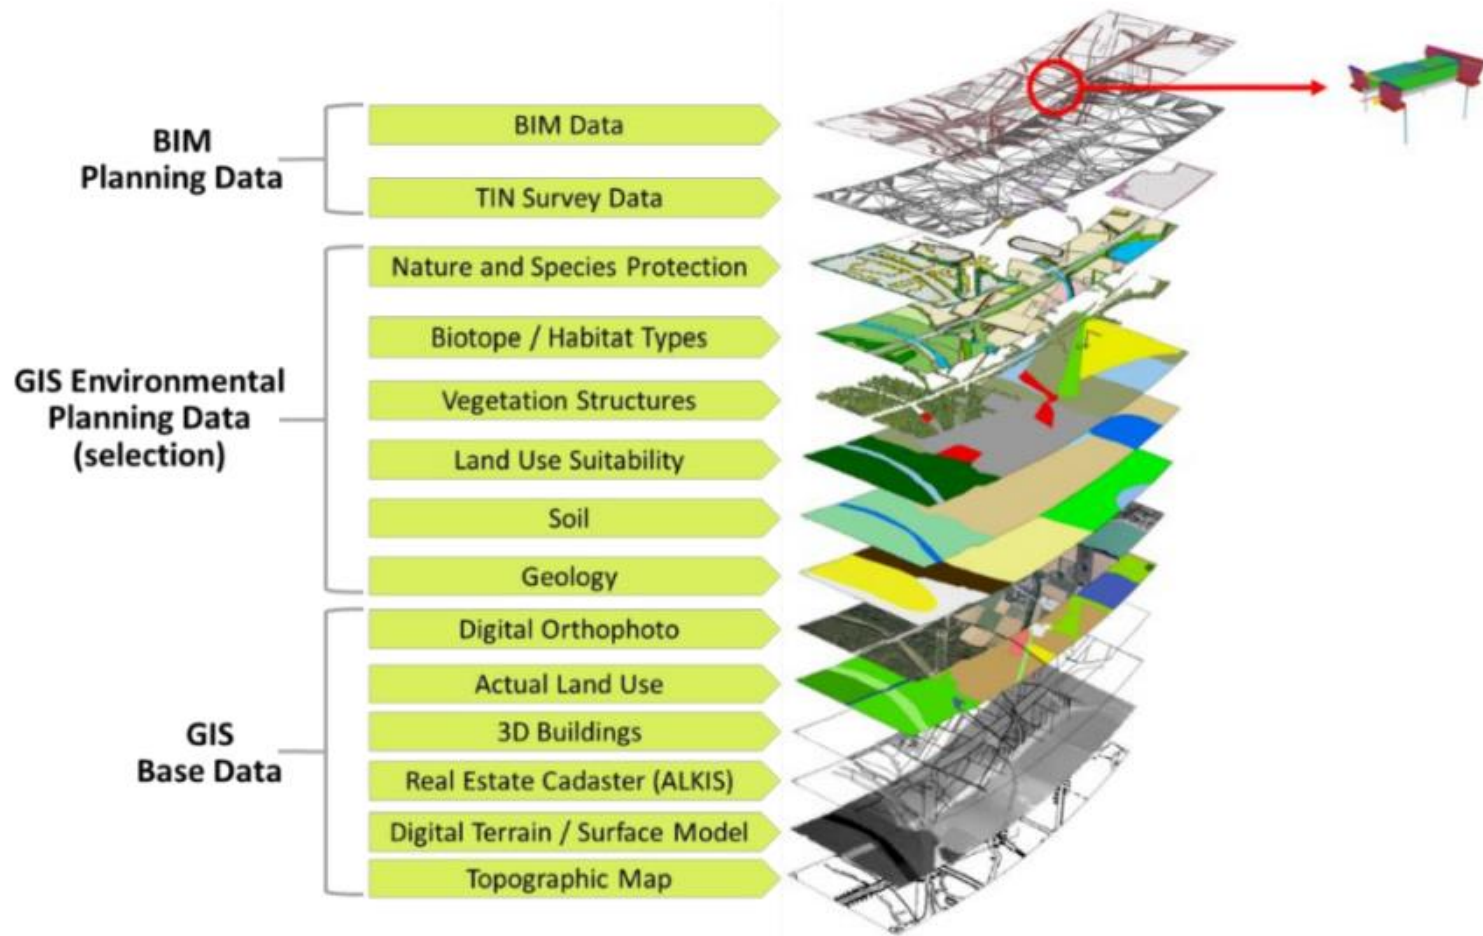 BIM
Planning Data
BIM Data
TIN Survey Data
GIS Environmental
Planning Data
(selection)
Nature and Species Protection
Biotope / Habitat Types
Vegetation Structures
Land Use Suitability
Soil
Geology
GIS
Base Data
Digital Orthophoto
Actual Land Use
3D Buildings
Real Estate Cadaster (ALKIS)
Digital Terrain / Surface Model
Topographic Map